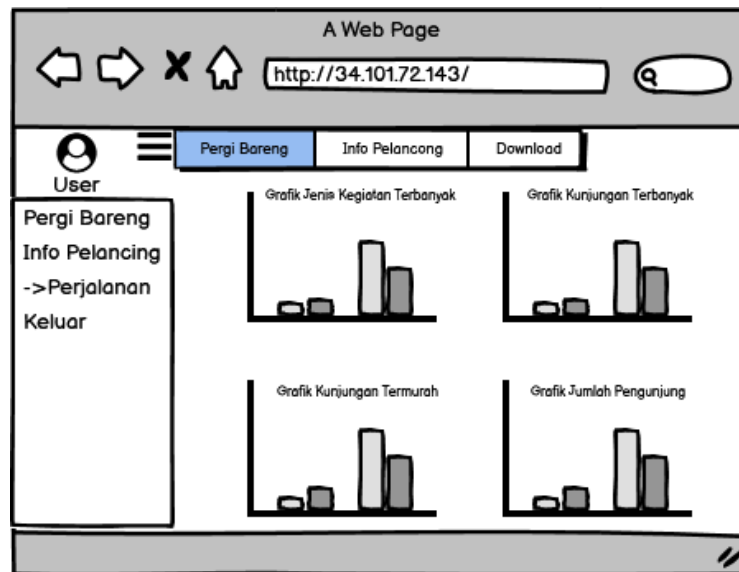 A Web Page
http://34.101.72.143/
Pergi Bareng
Info Pelancong
Download
User
Pergi Bareng
Info Pelancing
->Perjalanan
Keluar
Grafik Jenis Kegiatan Terbanyak
Grafik Kunjungan Terbanyak
Grafik Kunjungan Termurah
Grafik Jumlah Pengunjung